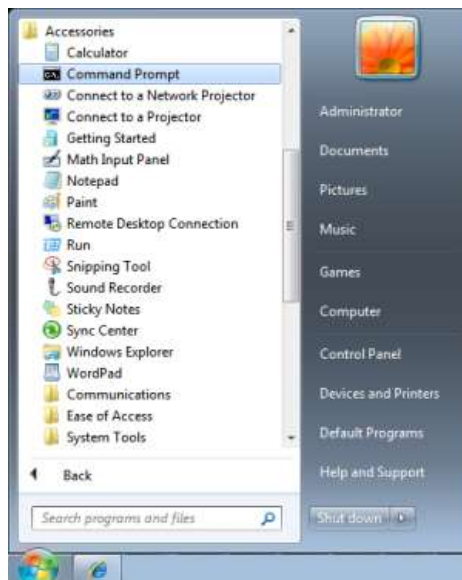 Accessories
Calculator
Command Prompt
Connect to a Network Projector
Connect to a Projector
Getting Started
Math Input Panel
Notepad
Paint
Remote Desktop Connection
Run
Snipping Tool
Sound Recorder
Sticky Notes
Sync Center
Windows Explorer
WordPad
Communications
Ease of Access
System Tools
Back
Search programs and files
Administrator
Documents
Pictures
Music
Games
Computer
Control Panel
Devices and Printers
Default Programs
Help and Support
Shut down